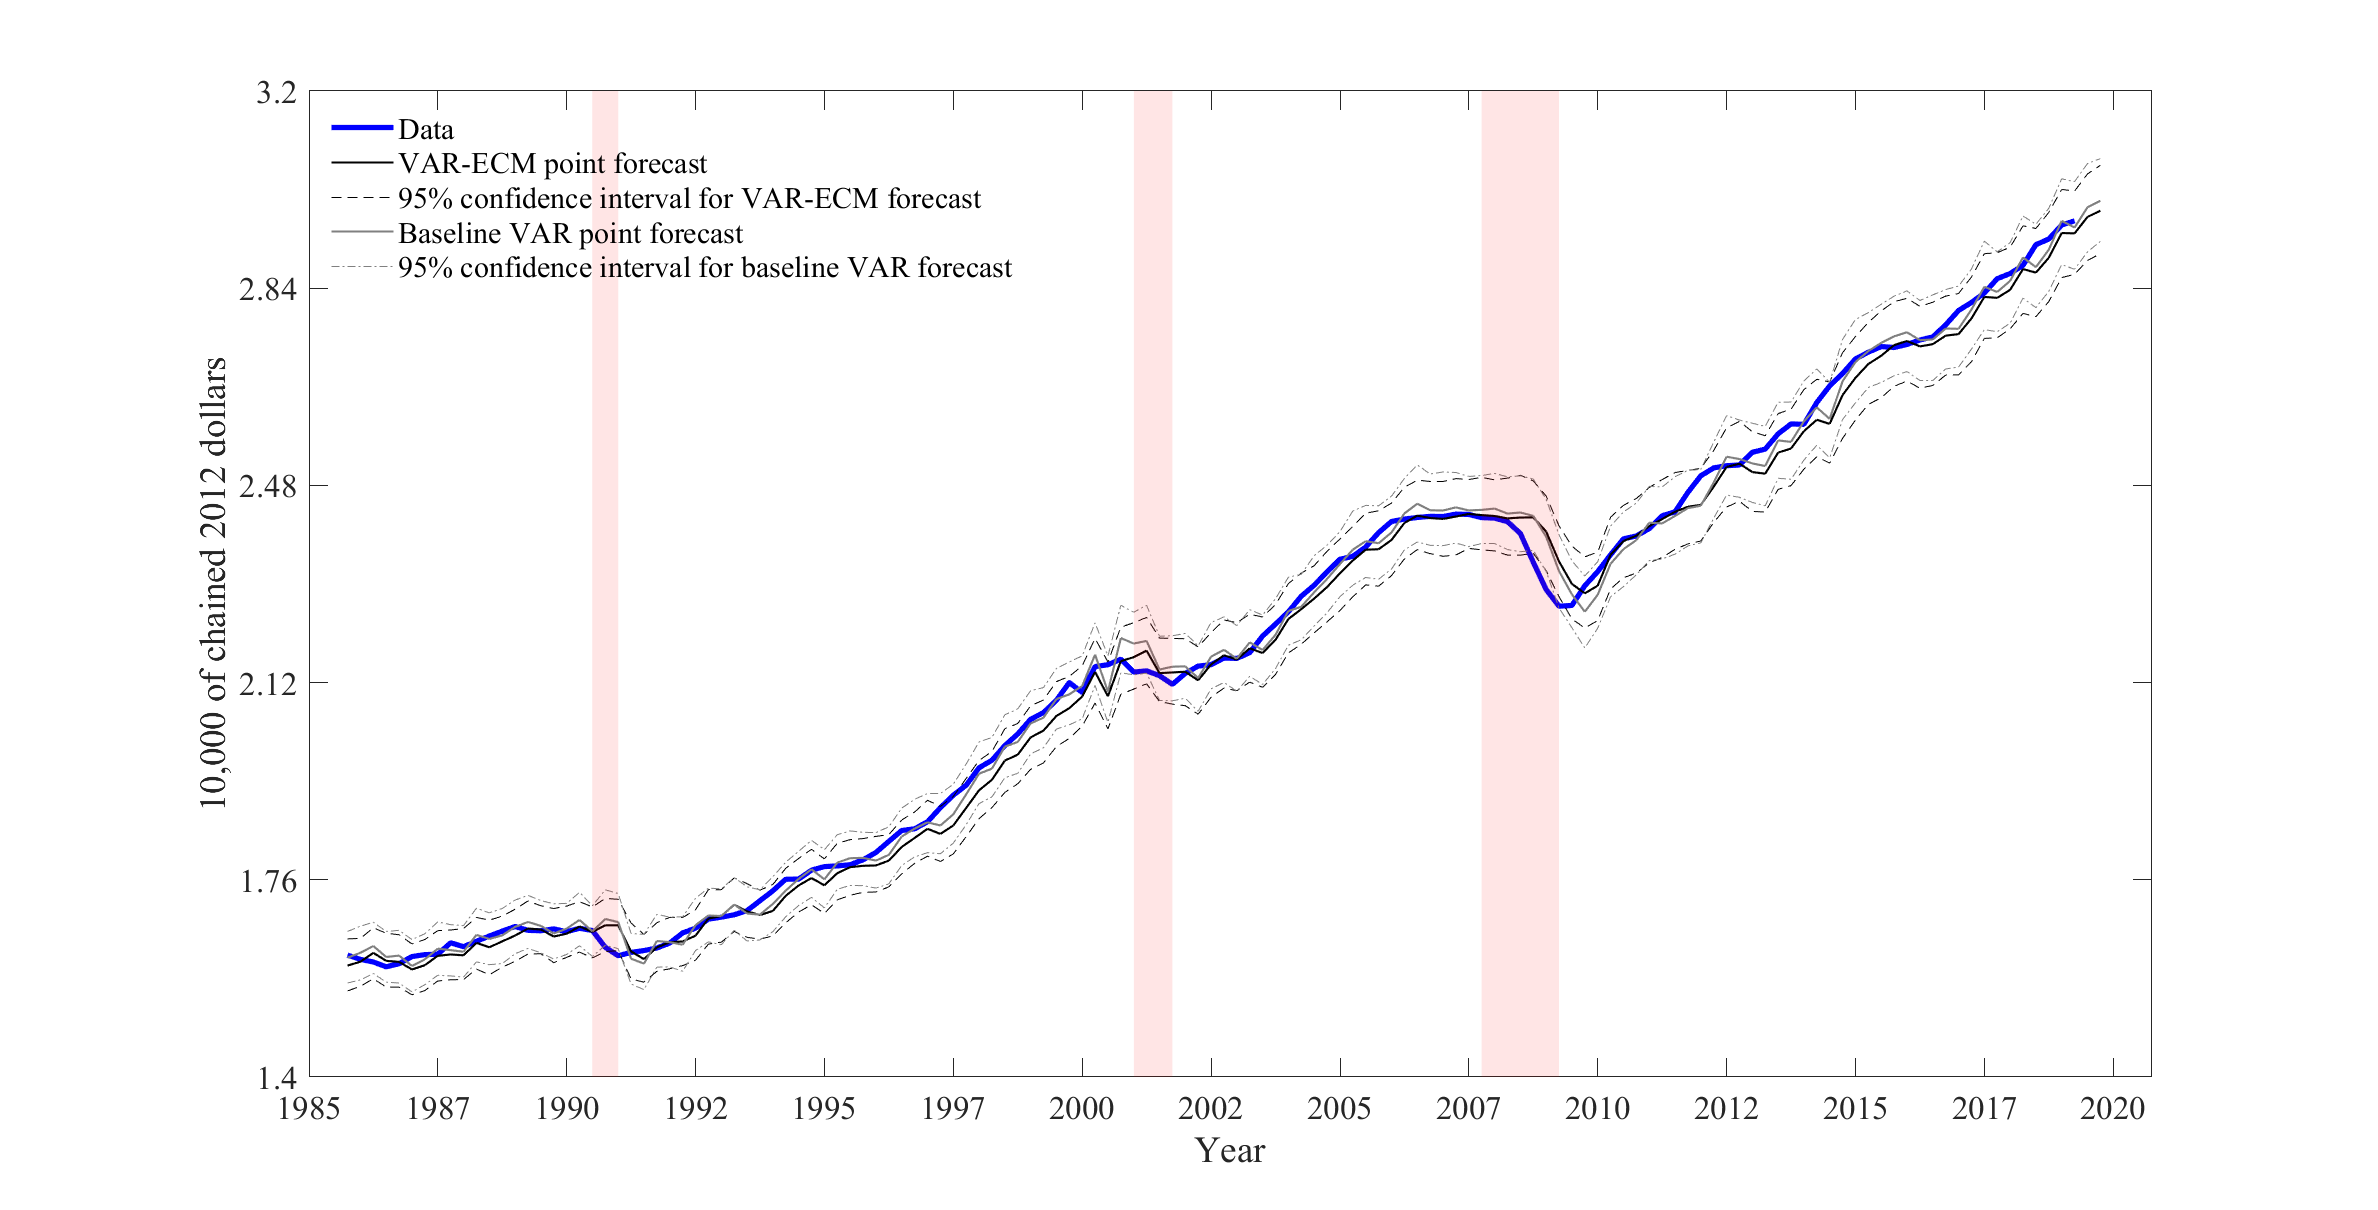 3.2
Data
VAR-ECM point forecast
95% confidence interval for VAR-ECM forecast
Baseline VAR point forecast
95% confidence interval for baseline VAR forecast
2.84
2.48
2.12
1.76
1.4
10,000 of chained 2012 dollars
1985 1987 1990 1992 1995 1997 2000 2002 2005 2007 2010 2012 2015 2017 2020
Year